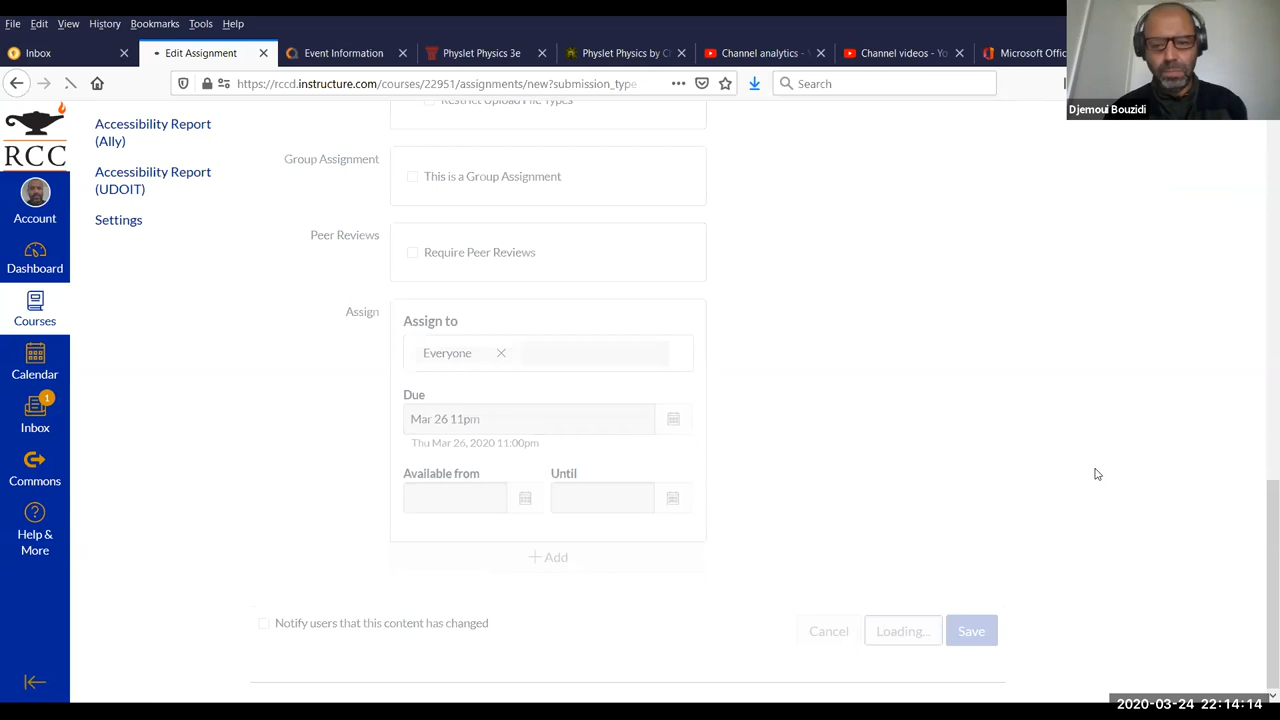 File Edit View History Bookmarks Tools Help
Inbox
Edit Assignment
Event Information
Physlet Physics 3e
Physlet Physics by C
Channel analytics -
Channel videos - Yo
Microsoft Offic
https://rccd.instructure.com/courses/22951/assignments/new?submission_type
Search
Djemoui Bouzidi
RCC
Account
Dashboard
Courses
Calendar
1
Inbox
Commons
Help &
More
Accessibility Report
(Ally)
Accessibility Report
(UDOIT)
Settings
Restrict Upload File Types
Group Assignment
This is a Group Assignment
Peer Reviews
Require Peer Reviews
Assign
Assign to
Everyone
Due
Mar 26 11pm
Thu Mar 26, 2020 11:00pm
Available from
Until
+ Add
Notify users that this content has changed
Cancel
Loading...
Save
2020-03-24 22:14:14